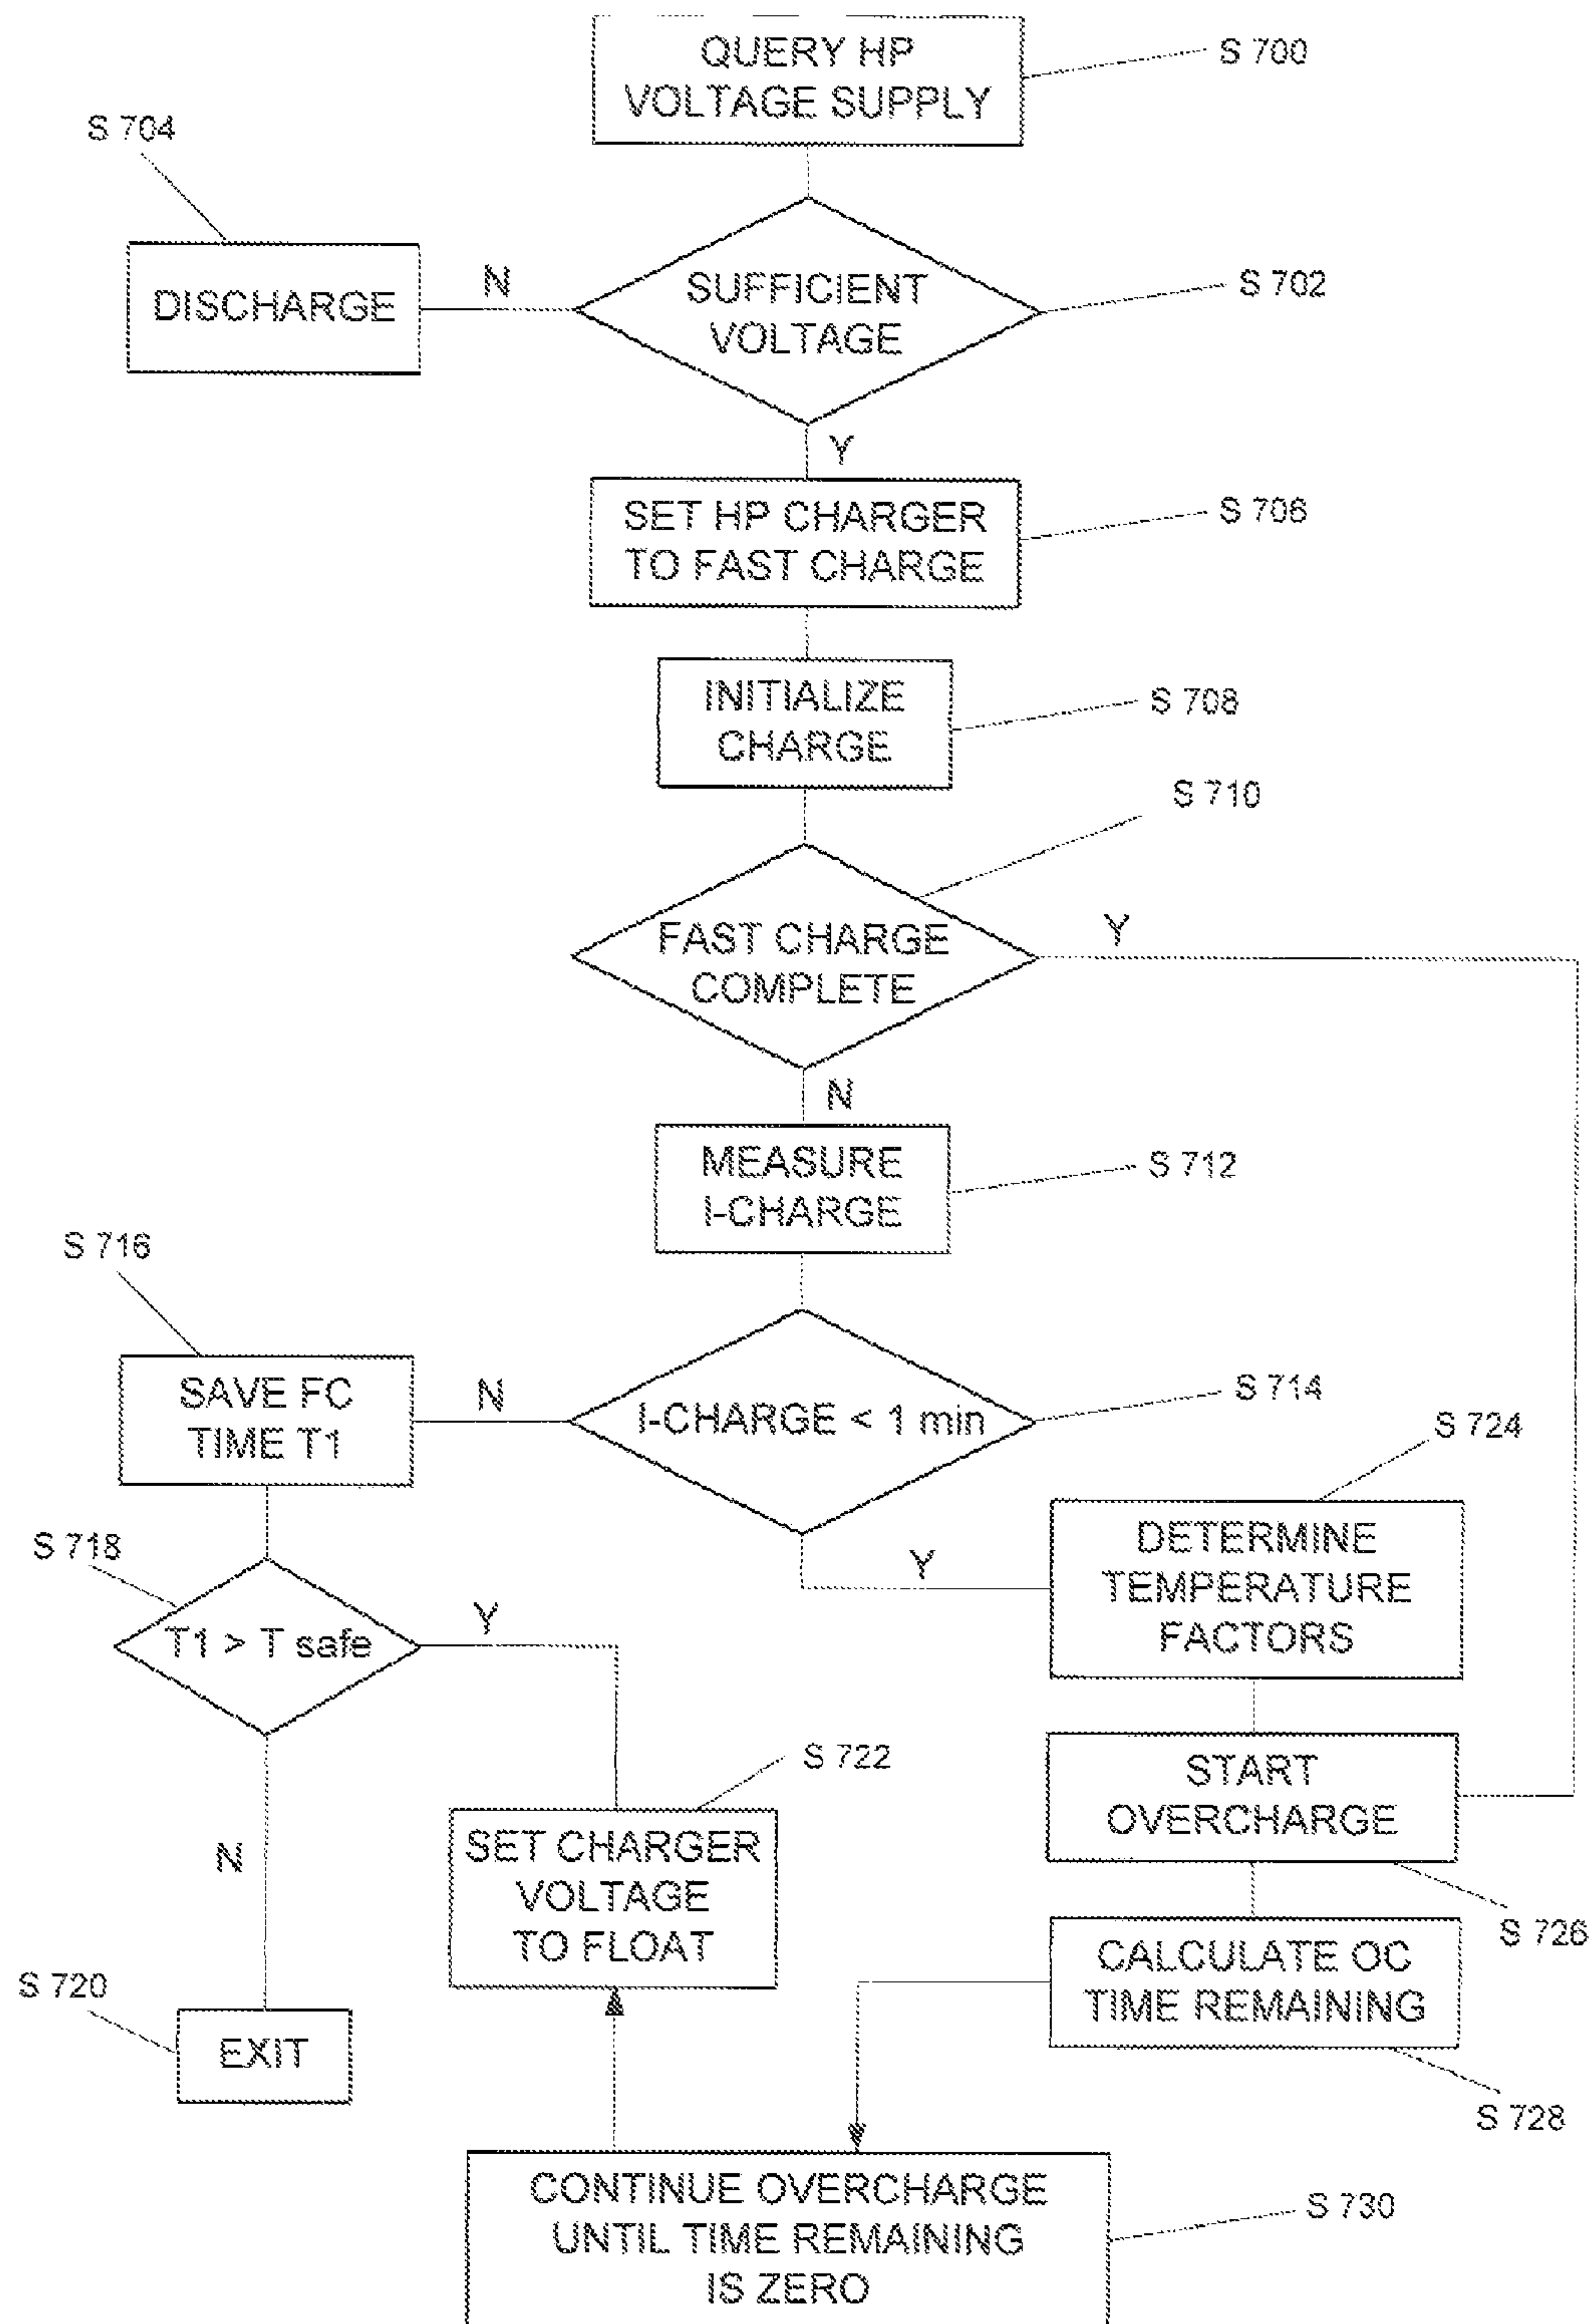 QUERY HP
VOLTAGE SUPPLY
S 700
S 704
DISCHARGE
N
SUFFICIENT
VOLTAGE
S 702
Y
SET HP CHARGER
TO FAST CHARGE
S 706
INITIALIZE
CHARGE
S 708
S 710
FAST CHARGE
COMPLETE
Y
N
MEASURE
I-CHARGE
S 712
S 716
SAVE FC
TIME T1
N
I-CHARGE < 1 min
S 714
S 724
DETERMINE
TEMPERATURE
FACTORS
Y
S 718
T1 > T safe
Y
N
S 722
SET CHARGER
VOLTAGE
TO FLOAT
START
OVERCHARGE
S 726
CALCULATE OC
TIME REMAINING
S 728
S 720
EXIT
CONTINUE OVERCHARGE
UNTIL TIME REMAINING
IS ZERO
S 730